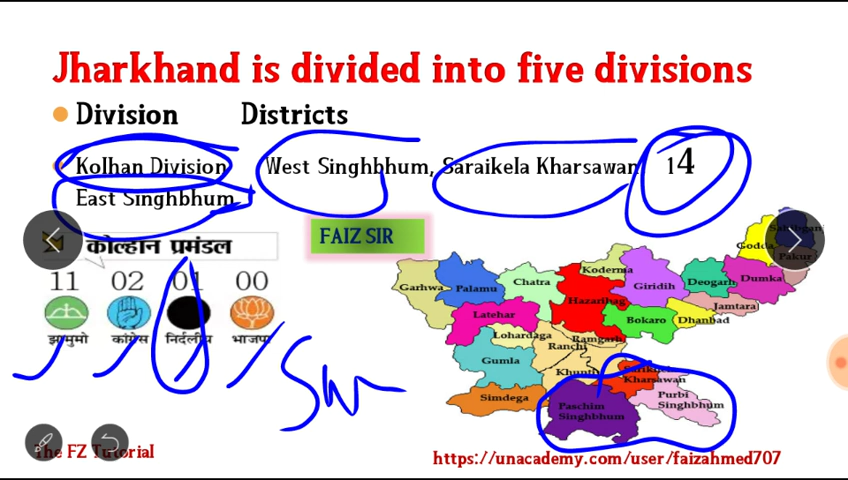 Jharkhand is divided into five divisions
Division Districts
Kolhan Division West Singhbhum, Saraikela Kharsawan 14
East Singhbhum
FAIZ SIR
कोल्हान प्रमंडल
11 02 01 00
झामुमो कांग्रेस निर्दलीय भाजपा
Garhwa
Palamu
Chatra
Koderma
Giridih
Deogarh
Godda
Dumka
Pakur
Jamtara
Latehar
Hazaribag
Bokaro
Dhanbad
Lohardaga
Ramgarh
Ranchi
Gumla
Khunti
Simdega
Kharsawan
Paschim
Singhbhum
Purbi
Singhbhum
The FZ Tutorial
https://unacademy.com/user/faizahmed707